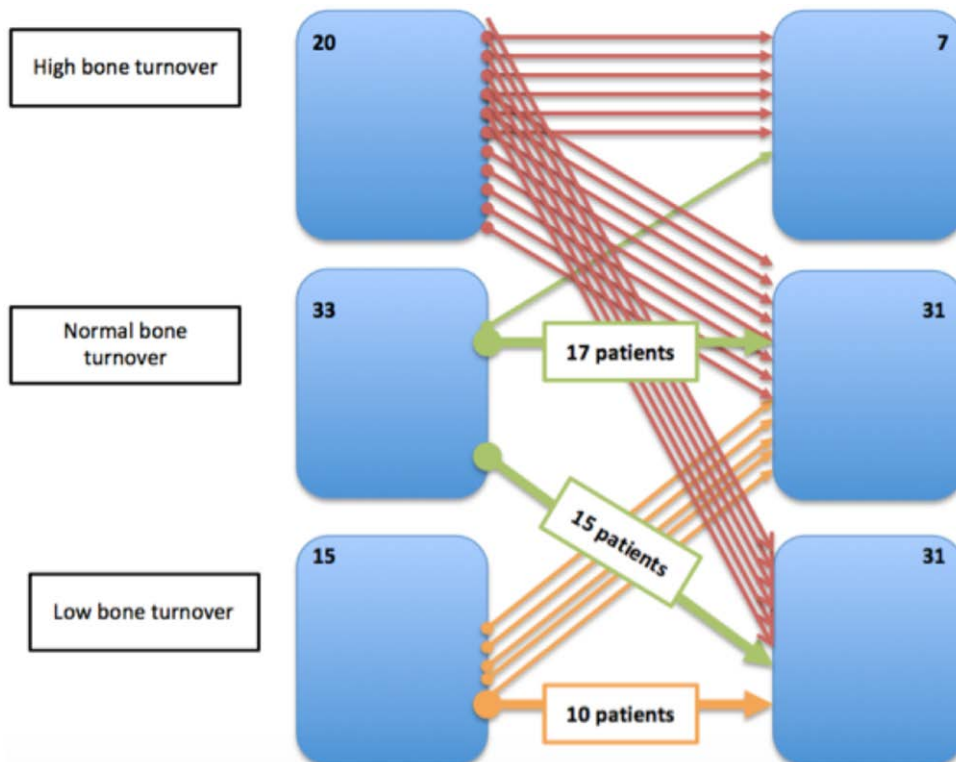 High bone turnover
20
7
Normal bone
turnover
33
17 patients
31
15 patients
Low bone turnover
15
31
10 patients